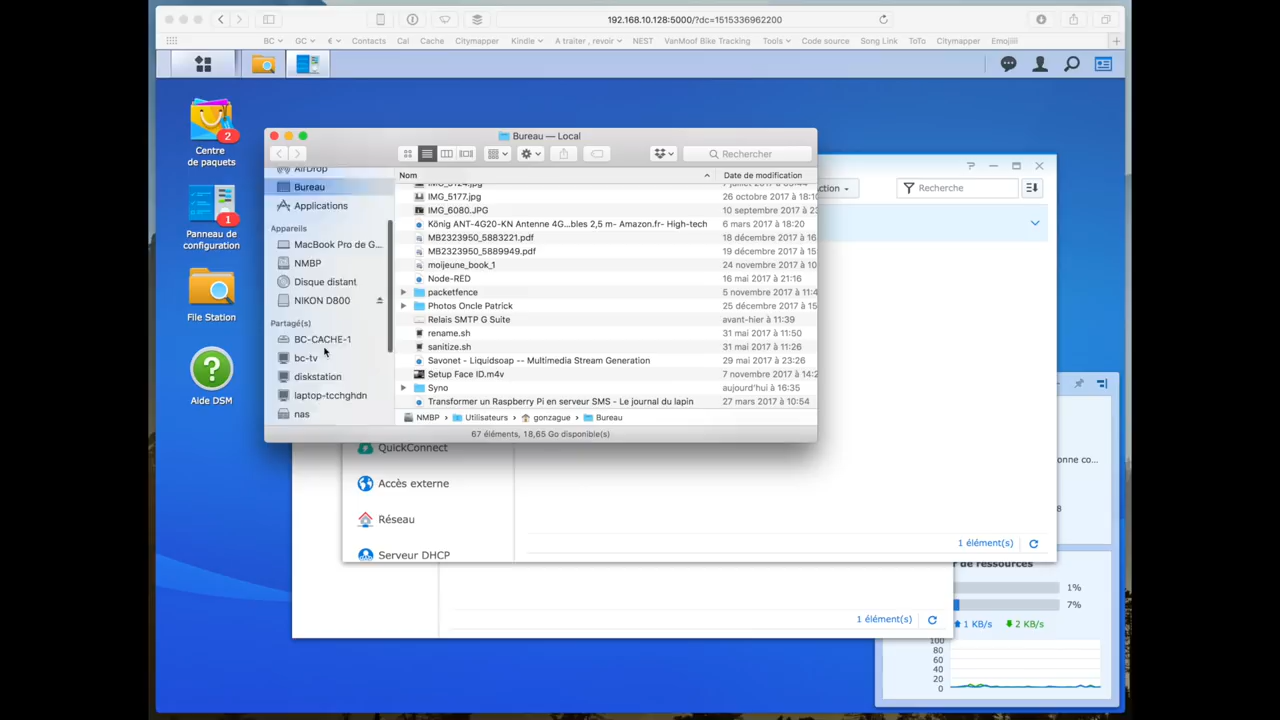 192.168.10.128:5000/?dc=1515336962200
BC GC € Contacts Cal Cache Citymapper Kindle A traiter , revoir NEST VanMoof Bike Tracking Tools Code source Song Link ToTo Citymapper Emojiii
Centre
de paquets
2
Panneau de
configuration
1
File Station
Aide DSM
Bureau — Local
Rechercher
AirDrop
Bureau
Applications
Appareils
MacBook Pro de G...
NMBP
Disque distant
NIKON D800
Partagé(s)
BC-CACHE-1
bc-tv
diskstation
laptop-tcchghdn
nas
Nom Date de modification
IMG_5177.jpg 26 octobre 2017 à 18:10
IMG_6080.JPG 10 septembre 2017 à 23
König ANT-4G20-KN Antenne 4G...bles 2,5 m- Amazon.fr- High-tech 6 mars 2017 à 18:20
MB2323950_5883221.pdf 18 décembre 2017 à 16
MB2323950_5889949.pdf 19 décembre 2017 à 13
moijeune_book_1 24 novembre 2017 à 14
Node-RED 16 mai 2017 à 21:16
packetfence 5 novembre 2017 à 11:4
Photos Oncle Patrick 25 décembre 2017 à 15
Relais SMTP G Suite avant-hier à 11:39
rename.sh 31 mai 2017 à 11:50
sanitize.sh 31 mai 2017 à 11:26
Savonet - Liquidsoap -- Multimedia Stream Generation 29 mai 2017 à 23:26
Setup Face ID.m4v 7 novembre 2017 à 14:2
Syno aujourd'hui à 16:35
Transformer un Raspberry Pi en serveur SMS - Le journal du lapin 27 mars 2017 à 10:54
NMBP Utilisateurs gonzague Bureau
67 éléments, 18,65 Go disponible(s)
Action
Recherche
QuickConnect
Accès externe
Réseau
Serveur DHCP
1 élément(s)
1 élément(s)
onne co...
8
r de ressources
1%
7%
1 KB/s 2 KB/s
100
80
60
40
20
0